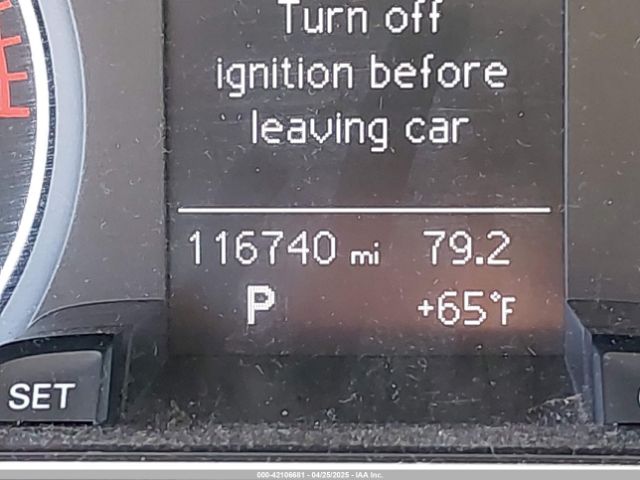 Turn off
ignition before
leaving car
116740 mi 79.2
P +65°F
SET
000-42106681 - 04/25/2025 - IAA Inc.